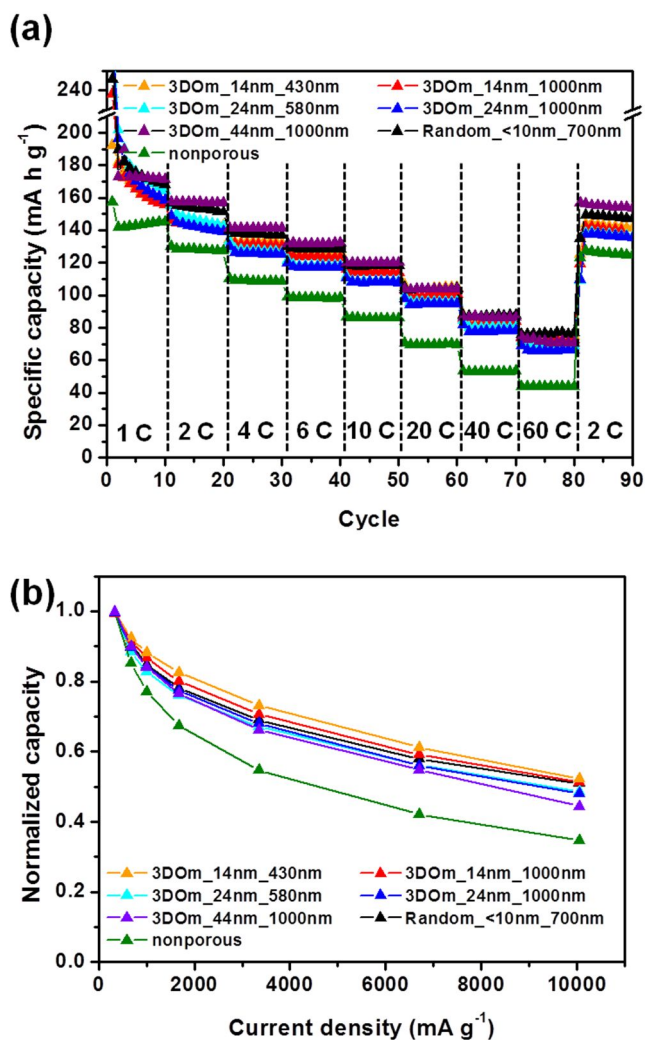 (a)
240
200
180
160
140
120
100
80
60
40
20
0
Specific capacity (mA h g⁻¹)
3DOm_14nm_430nm 3DOm_14nm_1000nm
3DOm_24nm_580nm 3DOm_24nm_1000nm
3DOm_44nm_1000nm Random_<10nm_700nm
nonporous
1 C 2 C 4 C 6 C 10 C 20 C 40 C 60 C 2 C
0 10 20 30 40 50 60 70 80 90
Cycle
(b)
1.0
0.8
0.6
0.4
0.2
0.0
Normalized capacity
3DOm_14nm_430nm 3DOm_14nm_1000nm
3DOm_24nm_580nm 3DOm_24nm_1000nm
3DOm_44nm_1000nm Random_<10nm_700nm
nonporous
0 2000 4000 6000 8000 10000
Current density (mA g⁻¹)